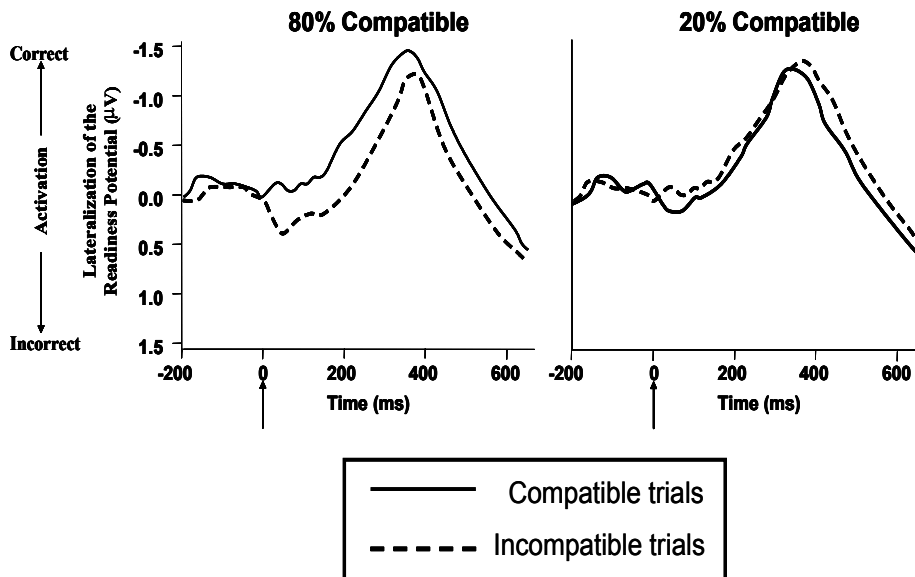 80% Compatible
20% Compatible
Correct
Activation
Incorrect
Lateralization of the
Readiness Potential (μV)
-1.5
-1.0
-0.5
0.0
0.5
1.0
1.5
-200
0
200
400
600
Time (ms)
-200
0
200
400
600
Time (ms)
Compatible trials
Incompatible trials